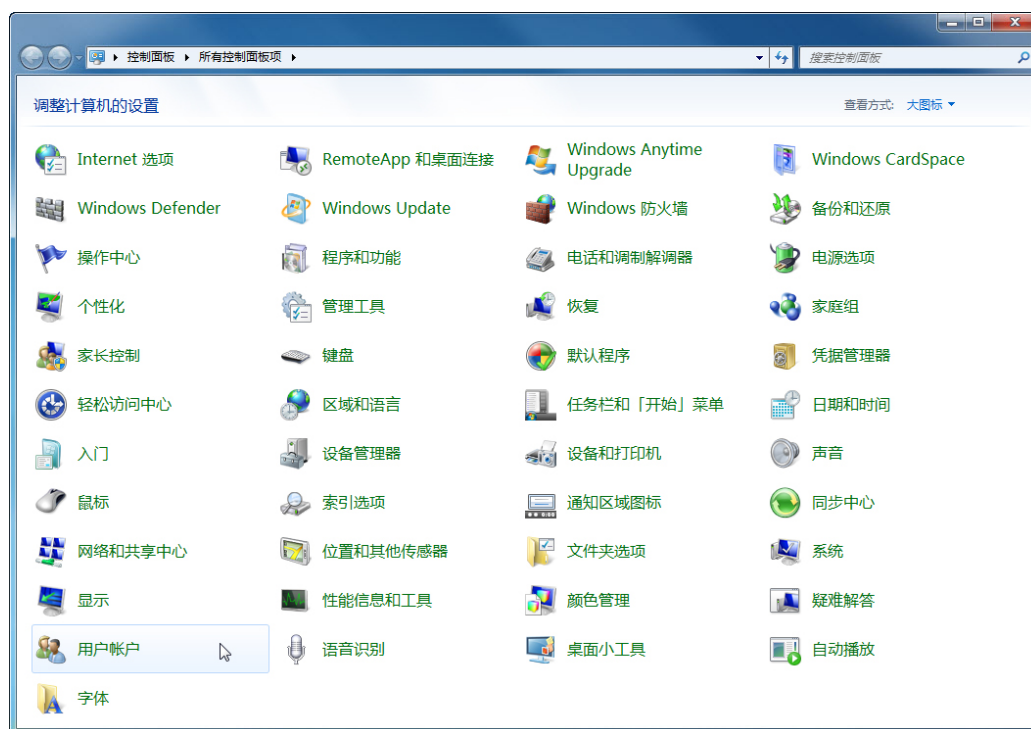 控制面板 所有控制面板项
搜索控制面板
调整计算机的设置
查看方式: 大图标
Internet 选项
RemoteApp 和桌面连接
Windows Anytime
Upgrade
Windows CardSpace
Windows Defender
Windows Update
Windows 防火墙
备份和还原
操作中心
程序和功能
电话和调制解调器
电源选项
个性化
管理工具
恢复
家庭组
家长控制
键盘
默认程序
凭据管理器
轻松访问中心
区域和语言
任务栏和「开始」菜单
日期和时间
入门
设备管理器
设备和打印机
声音
鼠标
索引选项
通知区域图标
同步中心
网络和共享中心
位置和其他传感器
文件夹选项
系统
显示
性能信息和工具
颜色管理
疑难解答
用户帐户
语音识别
桌面小工具
自动播放
字体